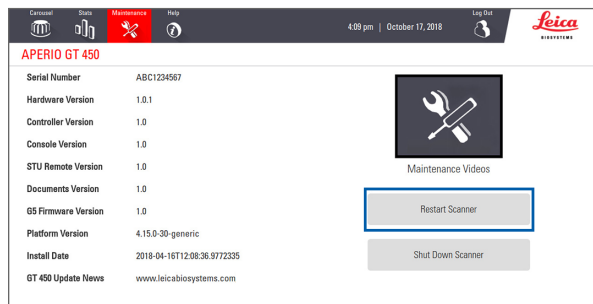 Carousel Stats Maintenance Help Log Out
4:09 pm | October 17, 2018
Leica
BIOSYSTEMS
APERIO GT 450
Serial Number ABC1234567
Hardware Version 1.0.1
Controller Version 1.0
Console Version 1.0
STU Remote Version 1.0
Documents Version 1.0
G5 Firmware Version 1.0
Platform Version 4.15.0-30-generic
Install Date 2018-04-16T12:08:36.9772335
GT 450 Update News www.leicabiosystems.com
Maintenance Videos
Restart Scanner
Shut Down Scanner